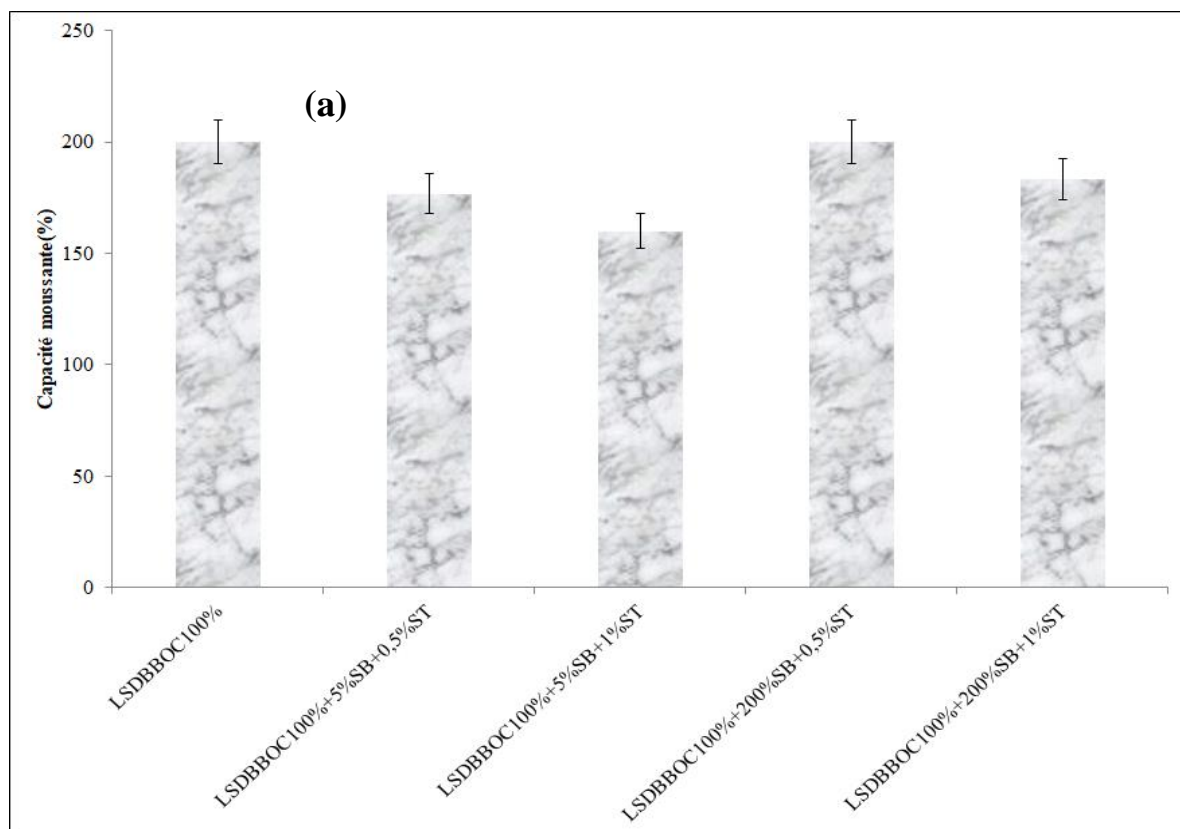 (a)
Capacité moussante(%)
250
200
150
100
50
0
LSDBBOC100%
LSDBBOC100%+5%SB+0,5%ST
LSDBBOC100%+5%SB+1%ST
LSDBBOC100%+200%SB+0,5%ST
LSDBBOC100%+200%SB+1%ST